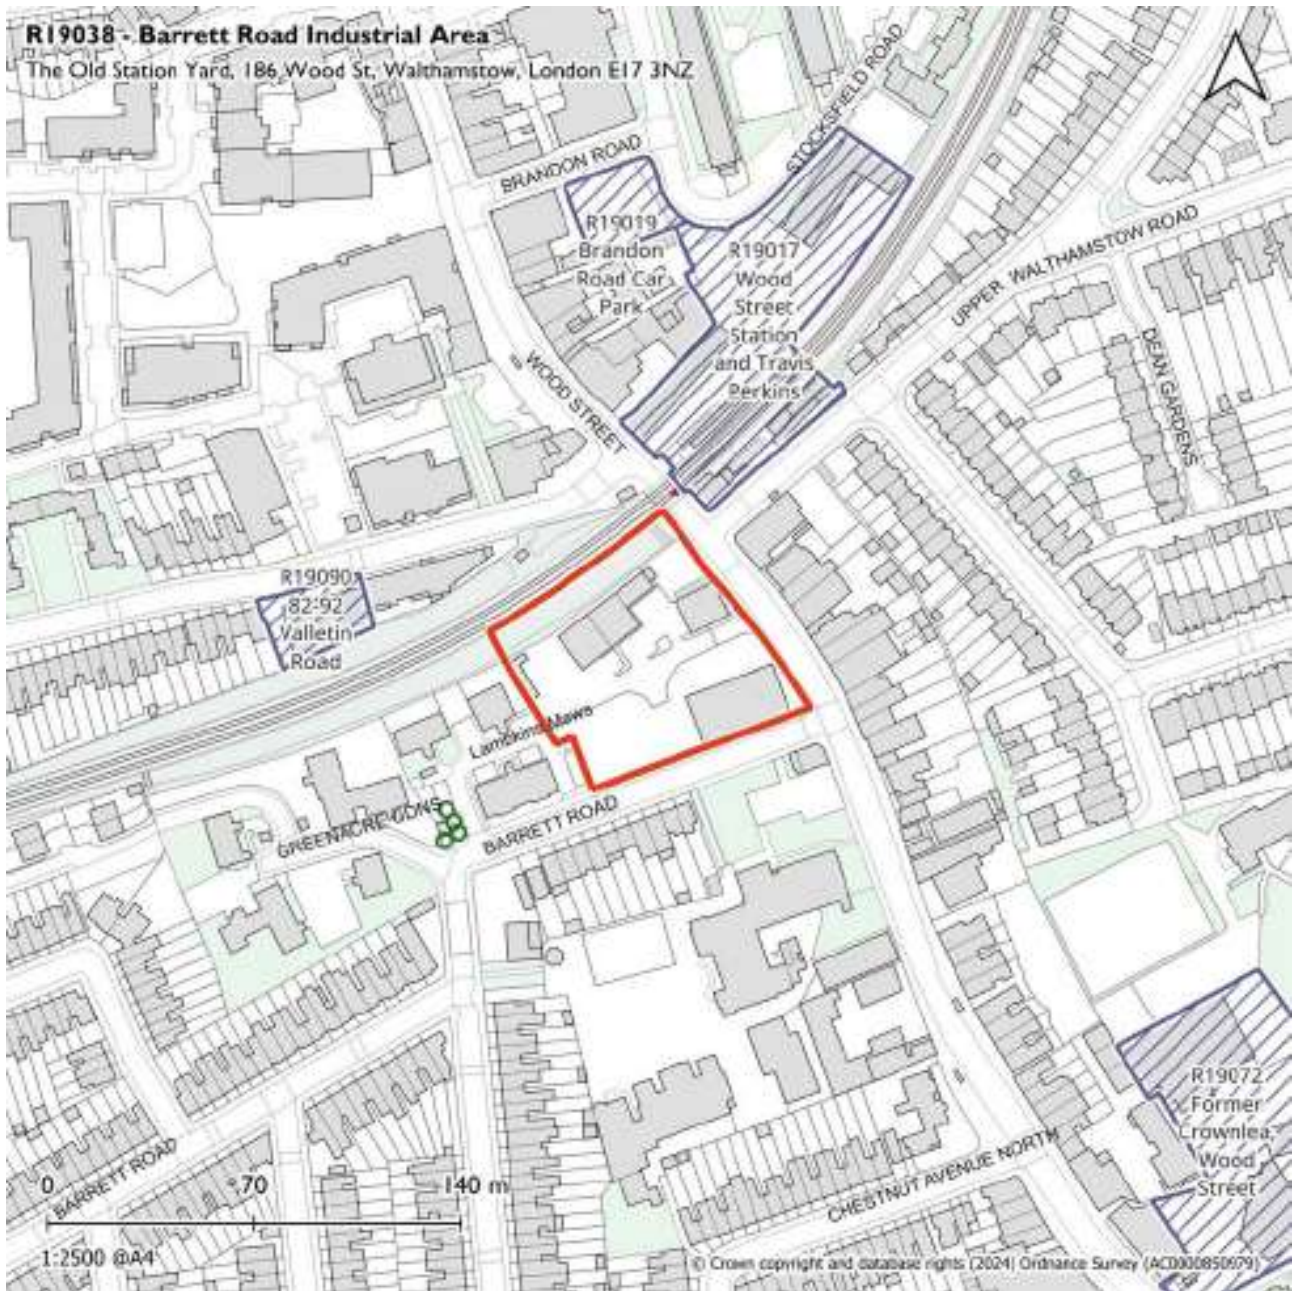 R19038 - Barrett Road Industrial Area
The Old Station Yard, 186 Wood St, Walthamstow, London E17 3NZ
STOCKSFIELD ROAD
BRANDON ROAD
R19019
Brandon
Road Car
Park
R19017
Wood
Street
Station
and Travis
Perkins
UPPER WALTHAMSTOW ROAD
DEAN GARDENS
WOOD STREET
R19090
82-92
Valletin
Road
Lambkins Mews
GREENACRE GDNS
BARRETT ROAD
R19072
Former
Crownlea,
Wood
Street
CHESTNUT AVENUE NORTH
BARRETT ROAD
0 70 140 m
1:2500 @A4
© Crown copyright and database rights (2024) Ordnance Survey (AC0000850979)